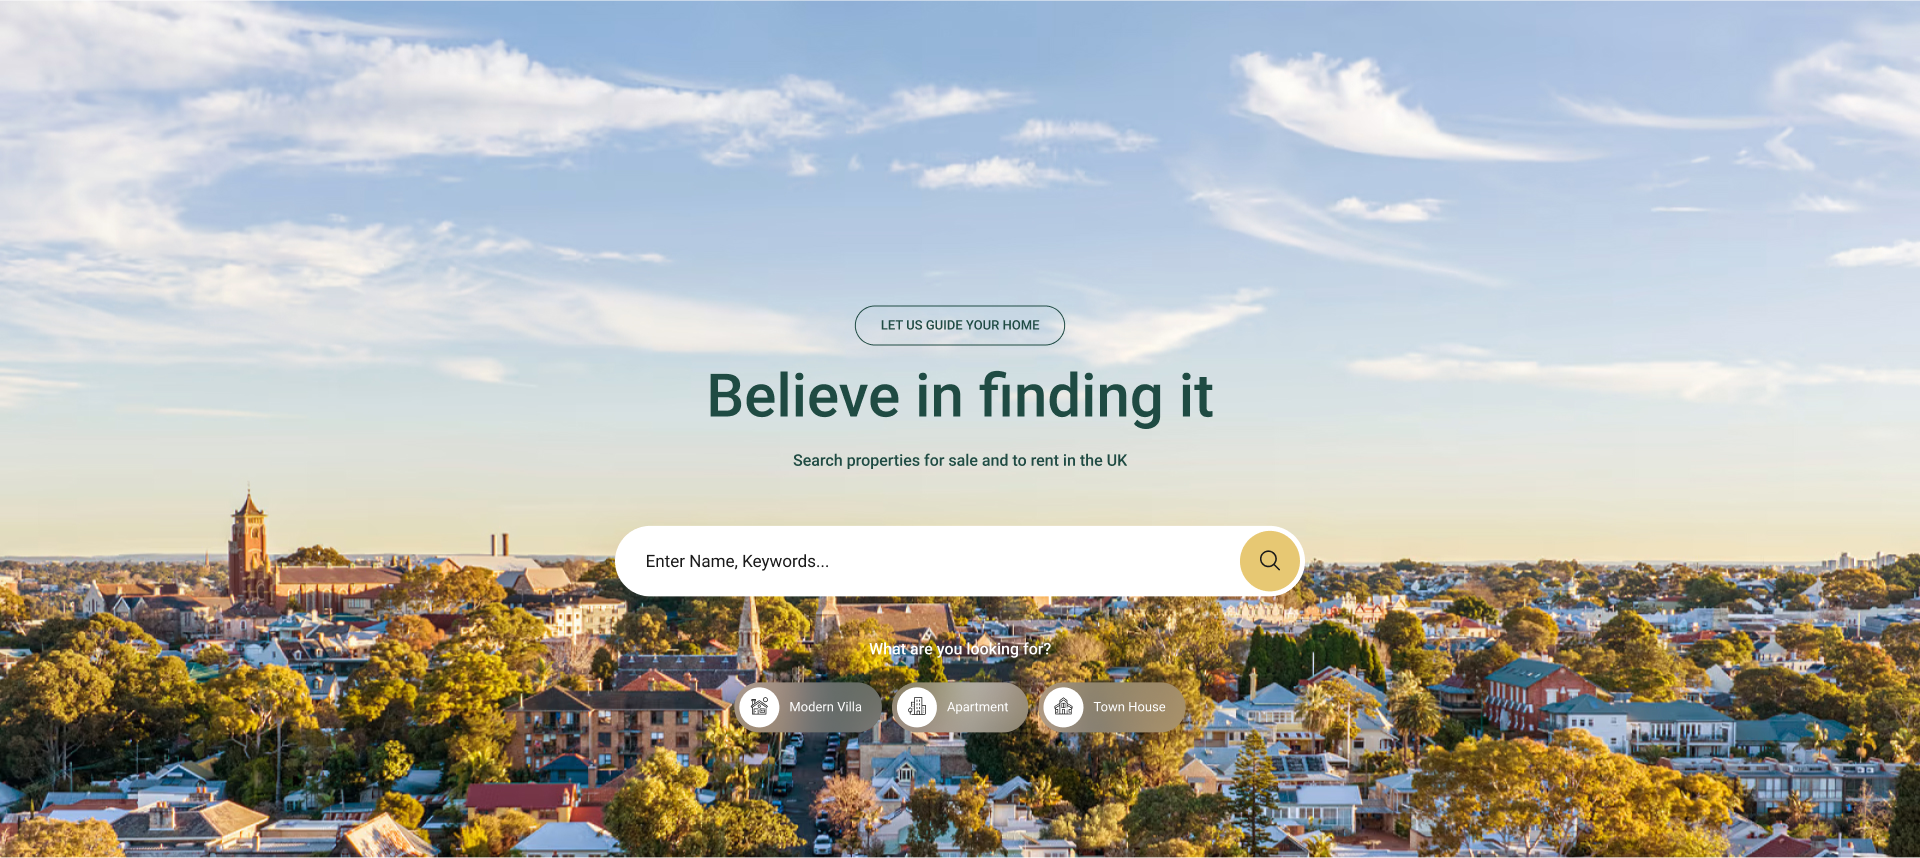 LET US GUIDE YOUR HOME
Believe in finding it
Search properties for sale and to rent in the UK
Enter Name, Keywords...
What are you looking for?
Modern Villa
Apartment
Town House